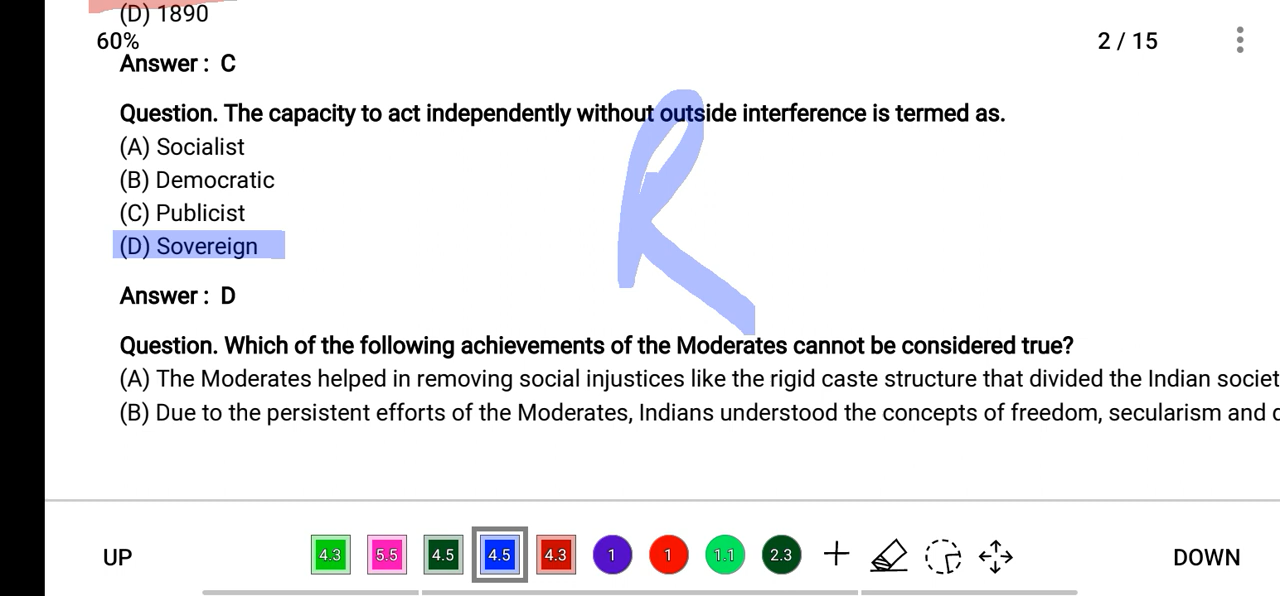 (D) 1890
60%
2 / 15
Answer : C
Question. The capacity to act independently without outside interference is termed as.
(A) Socialist
(B) Democratic
(C) Publicist
(D) Sovereign
R
Answer : D
Question. Which of the following achievements of the Moderates cannot be considered true?
(A) The Moderates helped in removing social injustices like the rigid caste structure that divided the Indian societ
(B) Due to the persistent efforts of the Moderates, Indians understood the concepts of freedom, secularism and
UP 4.3 5.5 4.5 4.5 4.3 1 1 1.1 2.3 DOWN